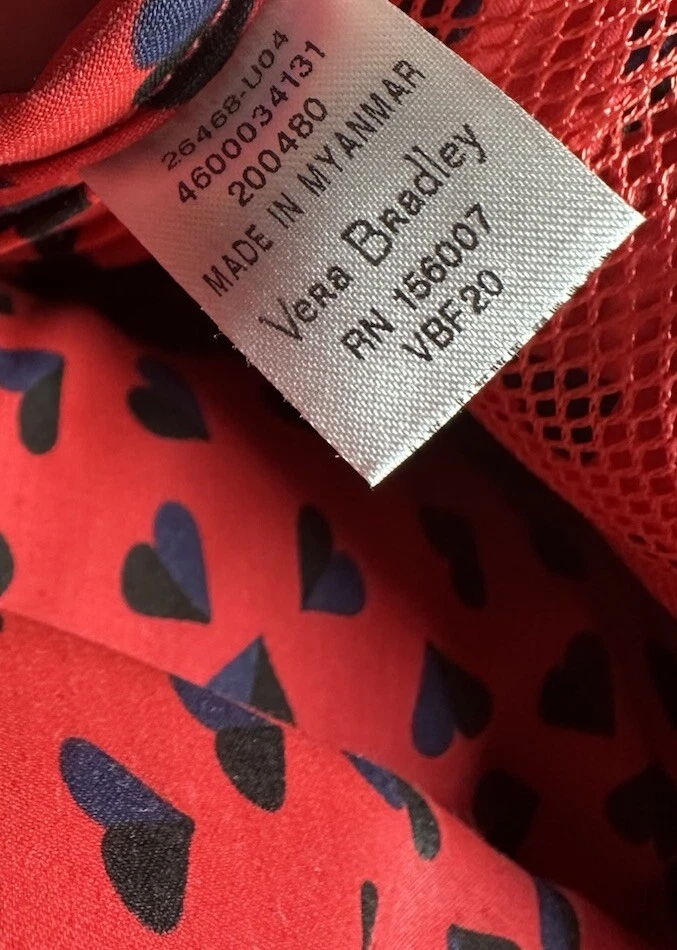 26468-U04
4600034131
200480
MADE IN MYANMAR
Vera Bradley
RN 156007
VBF20